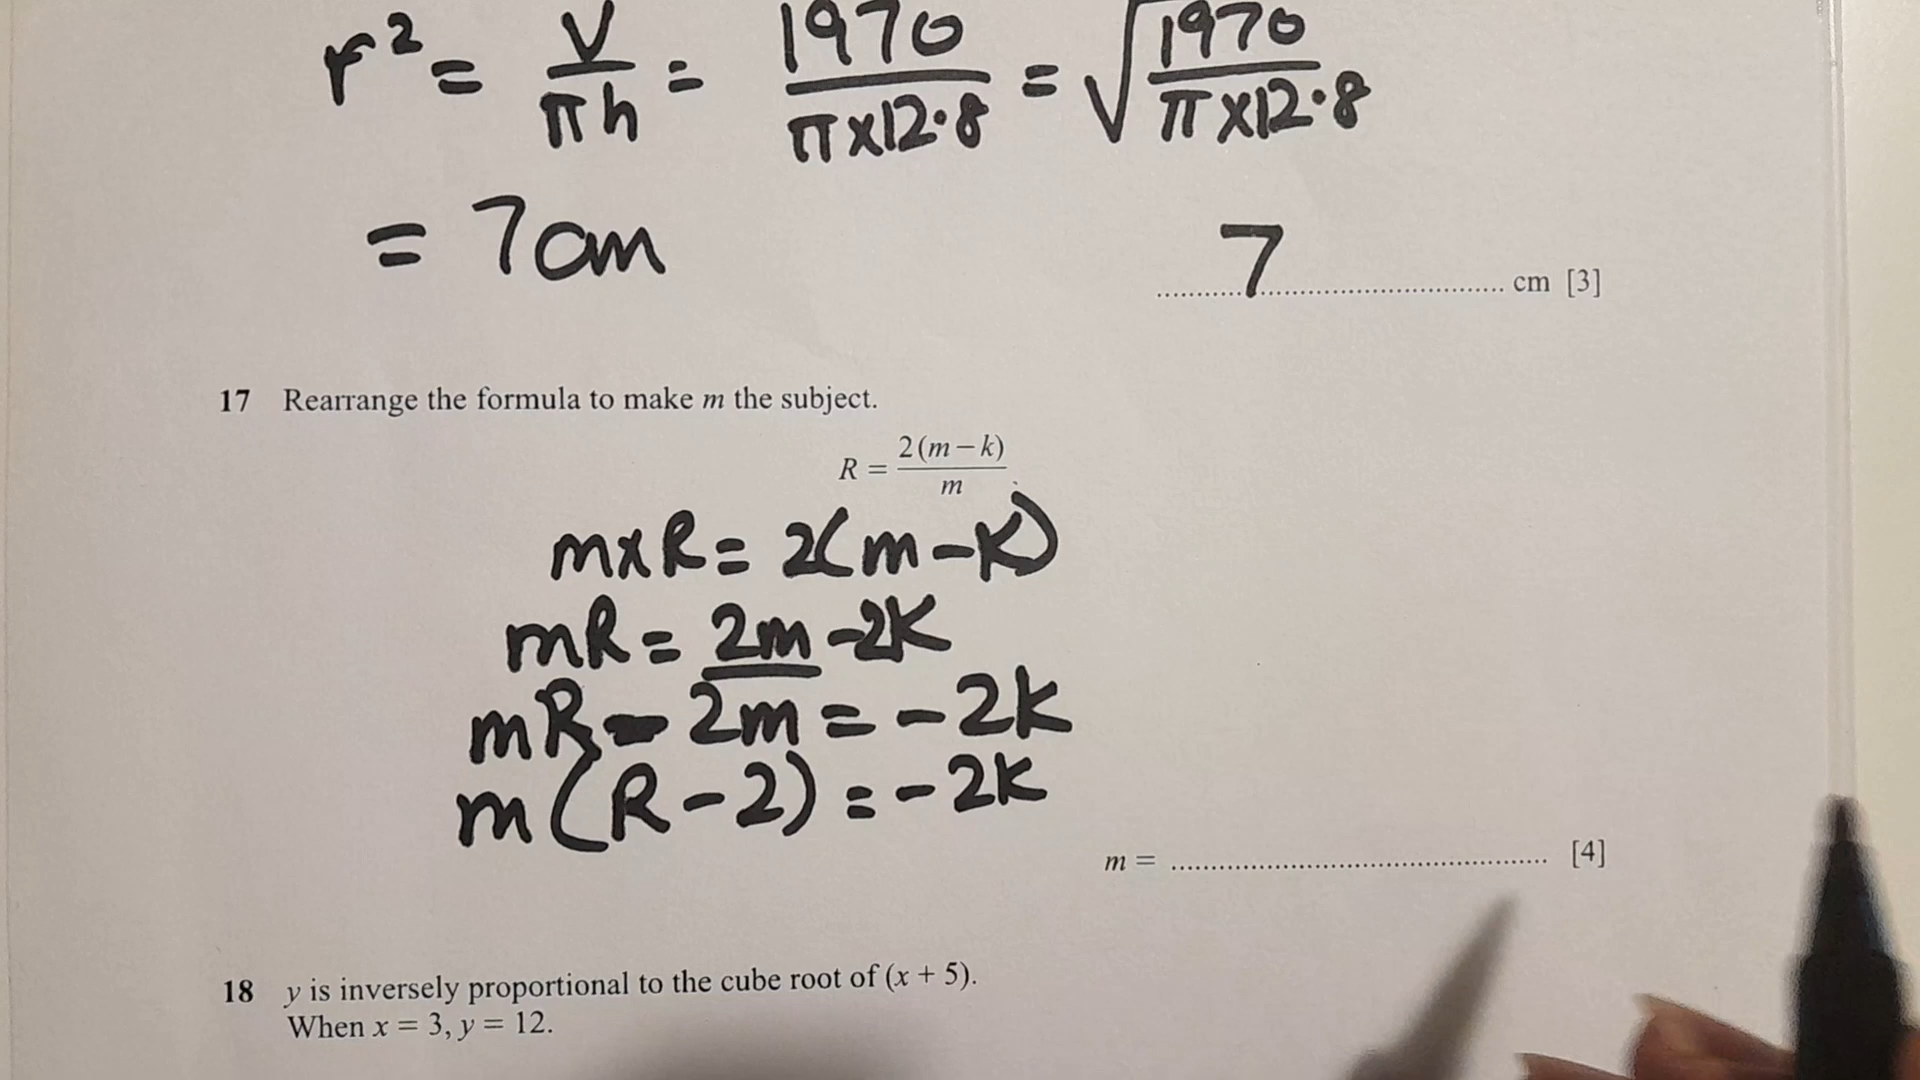 r² = V/πh = 1970/π×12·8 = √1970/π×12·8
= 7cm
7 cm [3]
17 Rearrange the formula to make m the subject.
R = 2(m – k)/m
m×R = 2(m–K)
mR = 2m –2K
mR – 2m = –2K
m(R–2) = –2K
m = [4]
18 y is inversely proportional to the cube root of (x + 5).
When x = 3, y = 12.